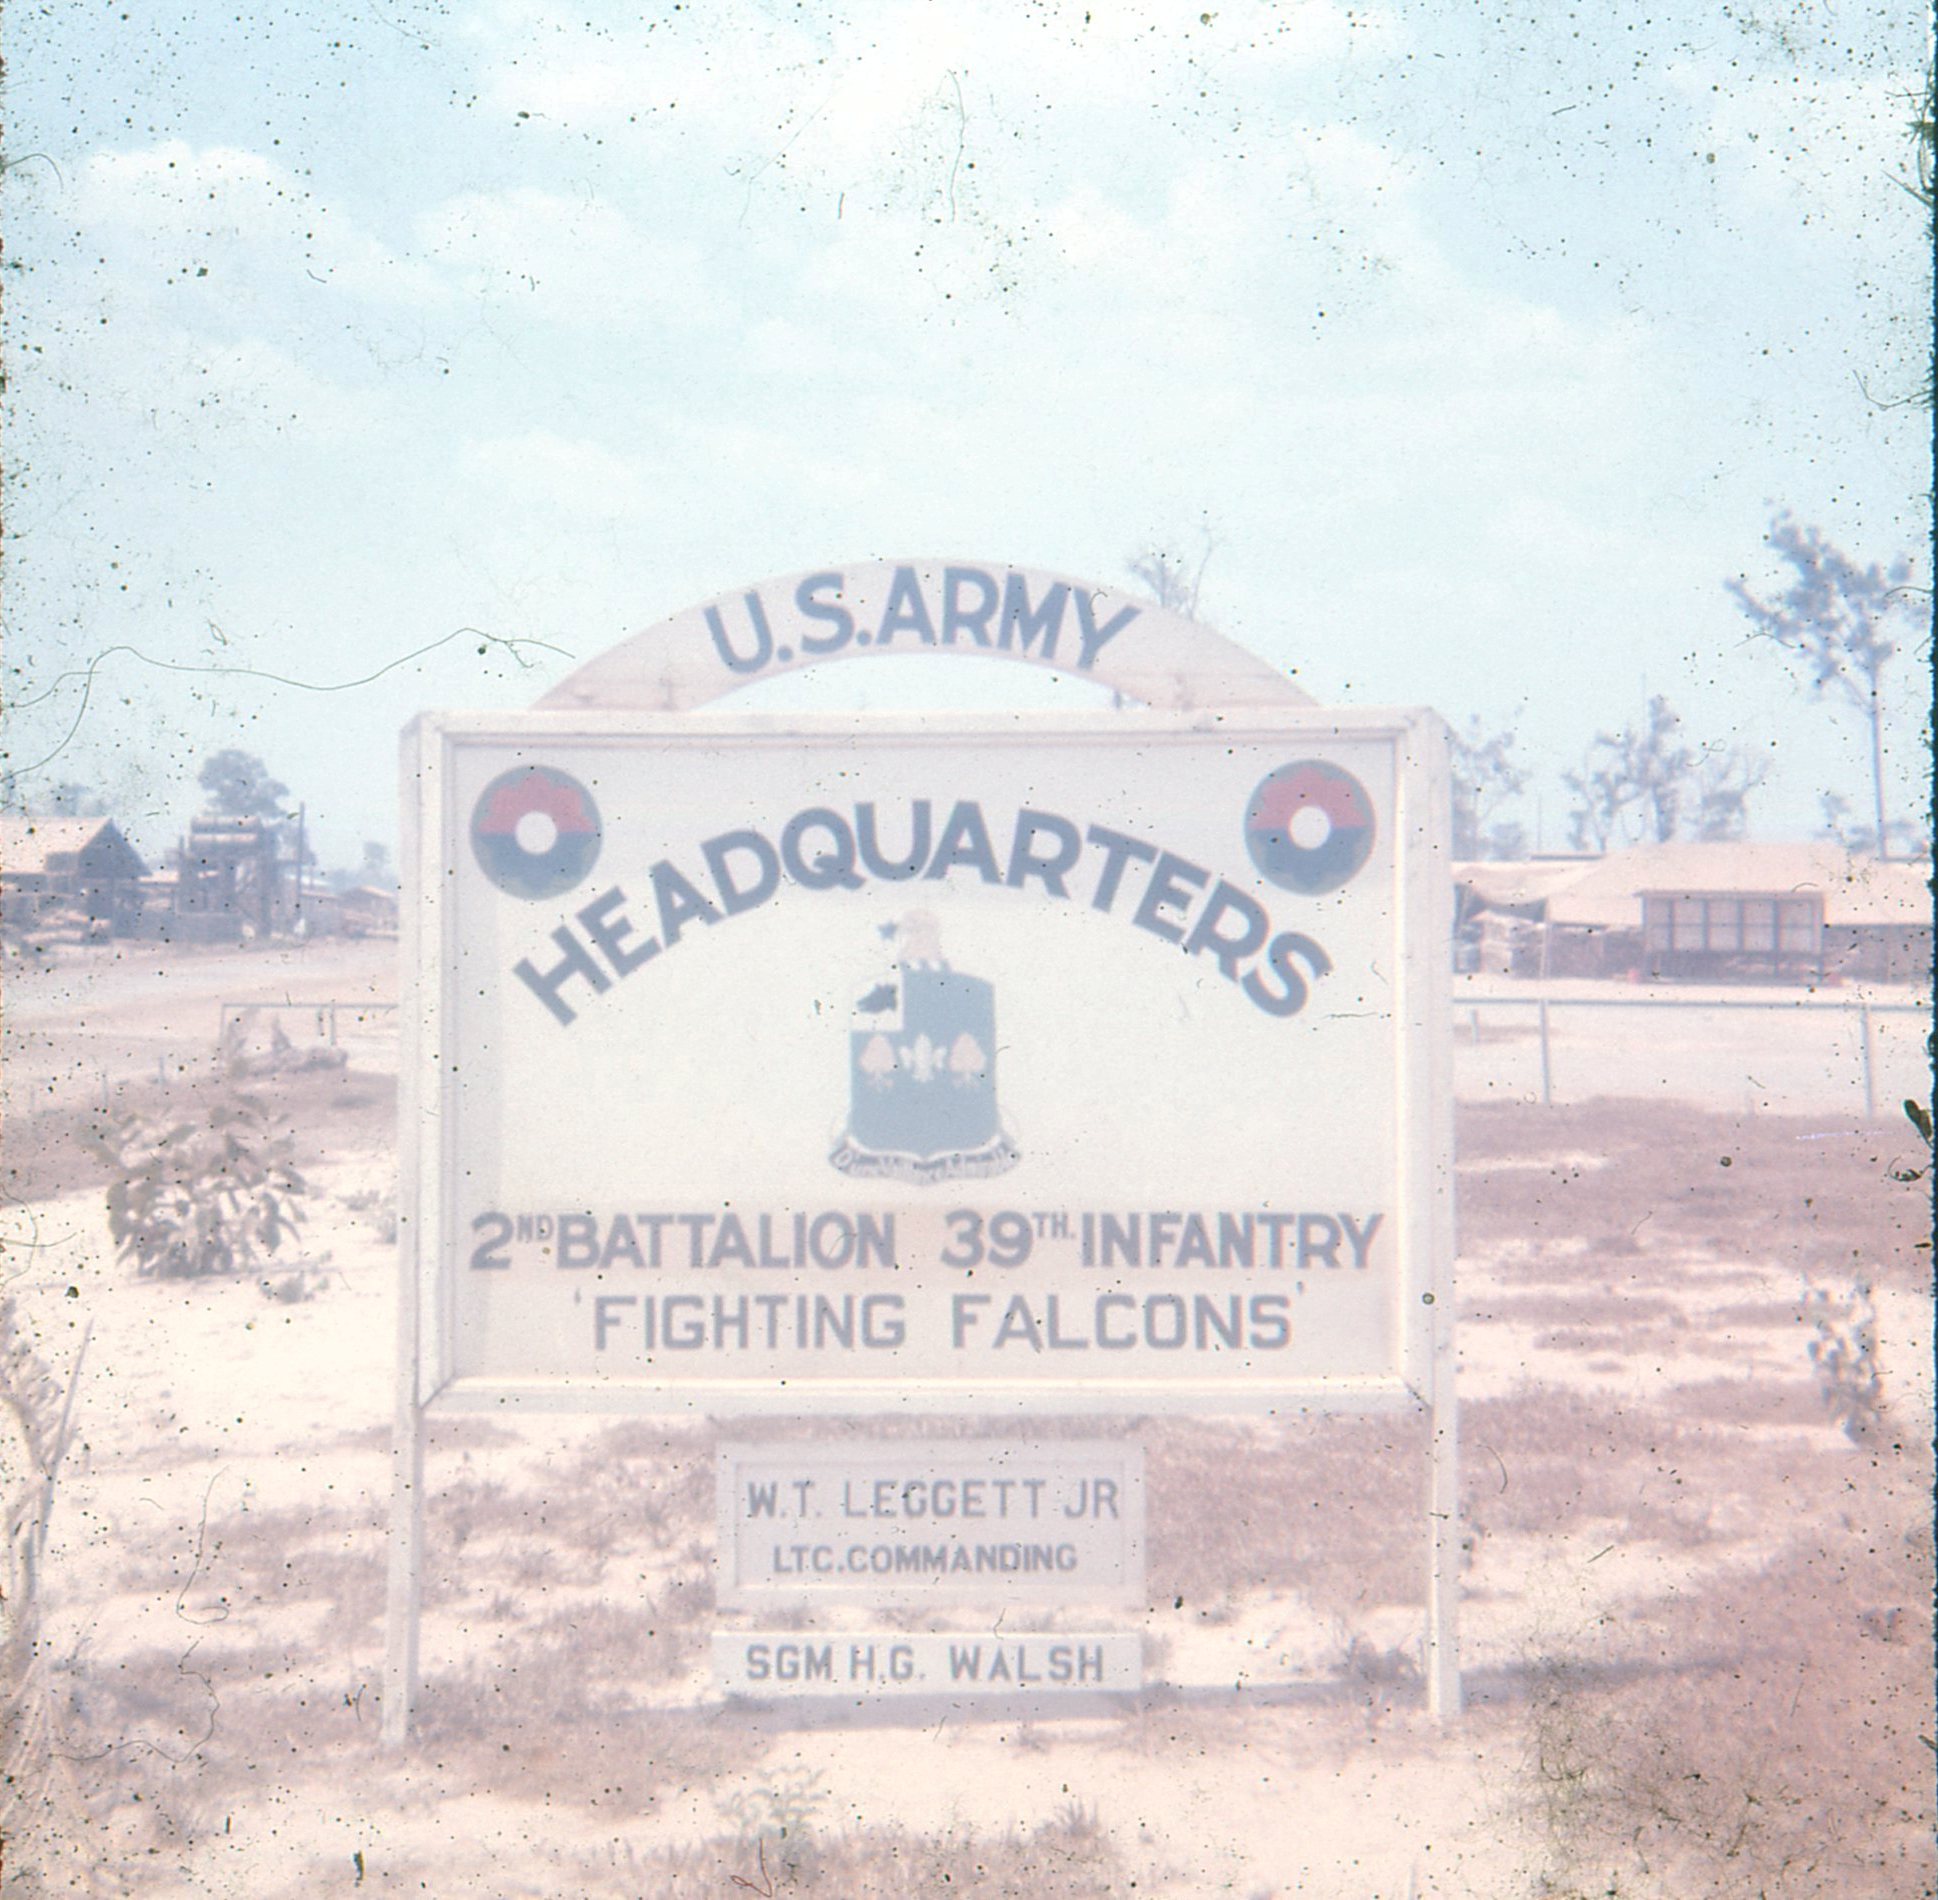 U.S.ARMY
HEADQUARTERS
2ND BATTALION 39TH. INFANTRY
'FIGHTING FALCONS'
W.T. LEGGETT JR
LTC.COMMANDING
SGM H.G. WALSH